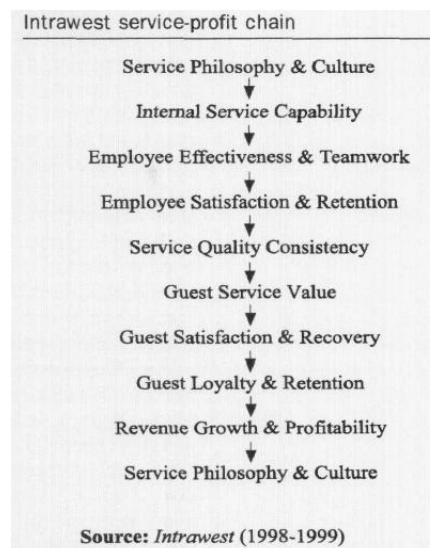 Intrawest service-profit chain
Service Philosophy & Culture
Internal Service Capability
Employee Effectiveness & Teamwork
Employee Satisfaction & Retention
Service Quality Consistency
Guest Service Value
Guest Satisfaction & Recovery
Guest Loyalty & Retention
Revenue Growth & Profitability
Service Philosophy & Culture
Source: Intrawest (1998-1999)